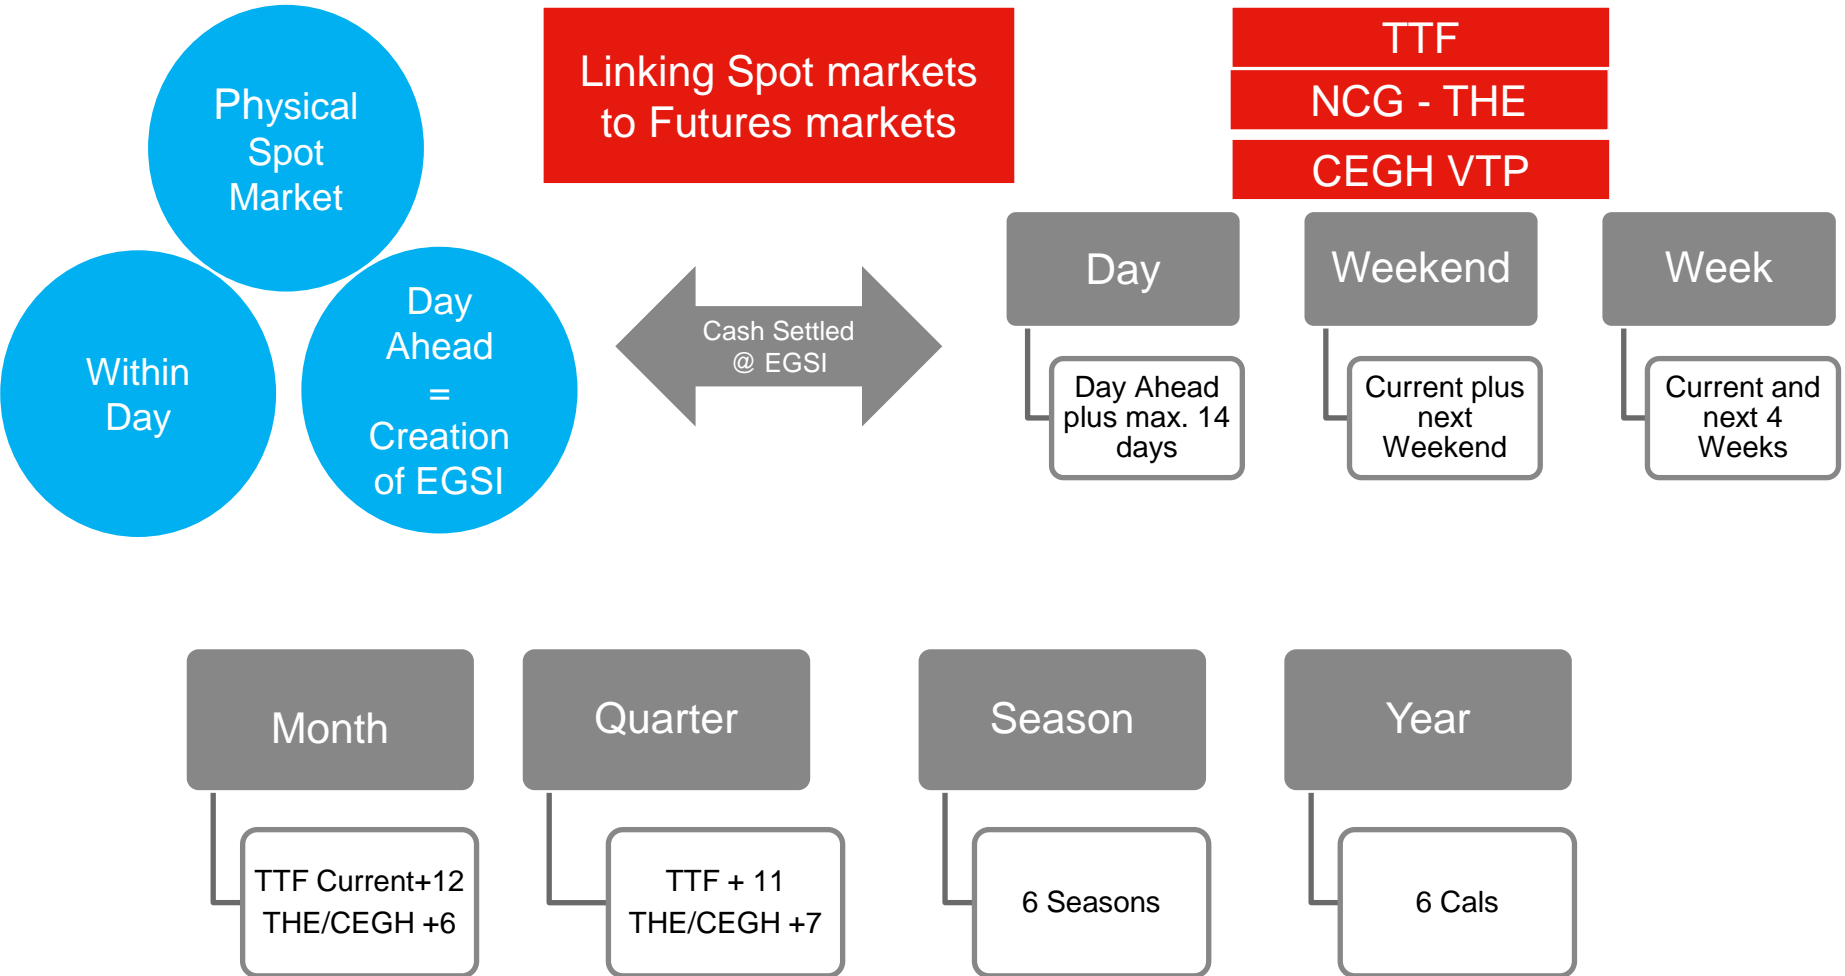 Physical
Spot
Market
Within
Day
Day
Ahead
=
Creation
of EGSI
Linking Spot markets
to Futures markets
Cash Settled
@ EGSI
TTF
NCG - THE
CEGH VTP
Day
Day Ahead
plus max. 14
days
Weekend
Current plus
next
Weekend
Week
Current and
next 4
Weeks
Month
TTF Current+12
THE/CEGH +6
Quarter
TTF + 11
THE/CEGH +7
Season
6 Seasons
Year
6 Cals